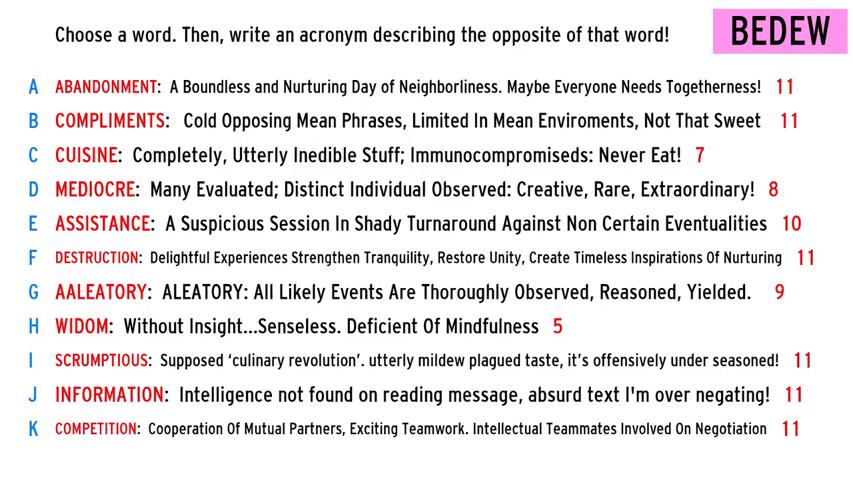 Choose a word. Then, write an acronym describing the opposite of that word! BEDEW
A ABANDONMENT: A Boundless and Nurturing Day of Neighborliness. Maybe Everyone Needs Togetherness! 11
B COMPLIMENTS: Cold Opposing Mean Phrases, Limited In Mean Enviroments, Not That Sweet 11
C CUISINE: Completely, Utterly Inedible Stuff; Immunocompromiseds: Never Eat! 7
D MEDIOCRE: Many Evaluated; Distinct Individual Observed: Creative, Rare, Extraordinary! 8
E ASSISTANCE: A Suspicious Session In Shady Turnaround Against Non Certain Eventualities 10
F DESTRUCTION: Delightful Experiences Strengthen Tranquility, Restore Unity, Create Timeless Inspirations Of Nurturing 11
G AALEATORY: ALEATORY: All Likely Events Are Thoroughly Observed, Reasoned, Yielded. 9
H WIDOM: Without Insight...Senseless. Deficient Of Mindfulness 5
I SCRUMPTIOUS: Supposed ‘culinary revolution’. utterly mildew plagued taste, it’s offensively under seasoned! 11
J INFORMATION: Intelligence not found on reading message, absurd text I'm over negating! 11
K COMPETITION: Cooperation Of Mutual Partners, Exciting Teamwork. Intellectual Teammates Involved On Negotiation 11